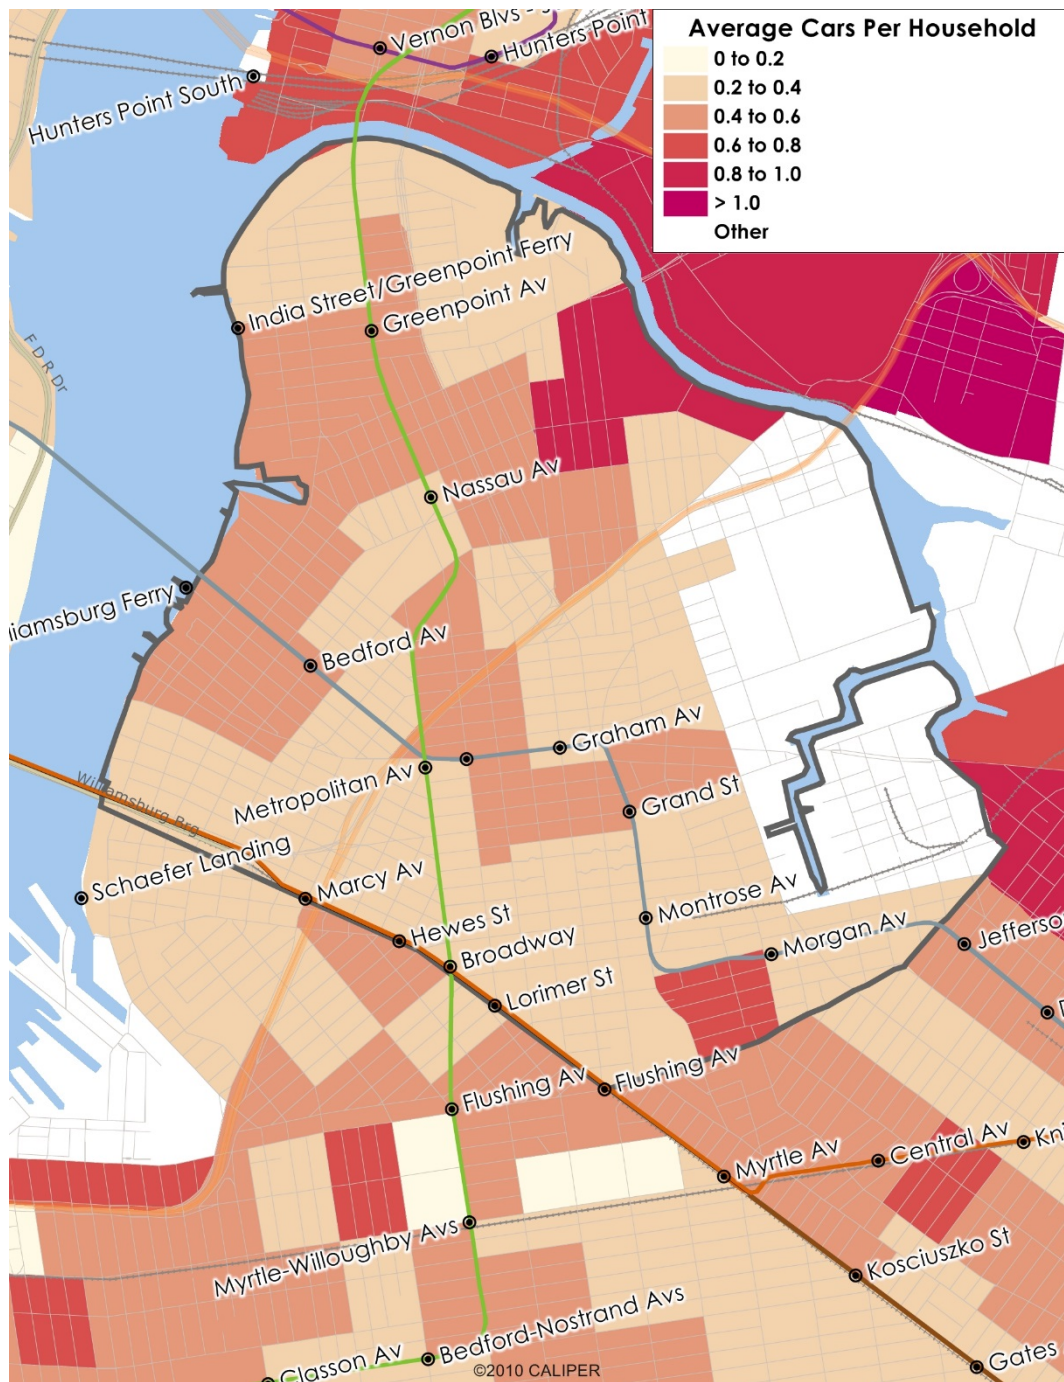 Vernon Blvs
Hunters Point
Hunters Point South
Average Cars Per Household
0 to 0.2
0.2 to 0.4
0.4 to 0.6
0.6 to 0.8
0.8 to 1.0
> 1.0
Other
India Street/Greenpoint Ferry
Greenpoint Av
F D R Dr
Nassau Av
liamsburg Ferry
Bedford Av
Graham Av
Metropolitan Av
Grand St
Williamsburg Brg
Schaefer Landing
Marcy Av
Montrose Av
Hewes St
Morgan Av
Broadway
Jefferso
Lorimer St
Flushing Av
Flushing Av
Myrtle Av
Central Av
Kn
Myrtle-Willoughby Avs
Kosciuszko St
Bedford-Nostrand Avs
Classon Av
Gates
©2010 CALIPER